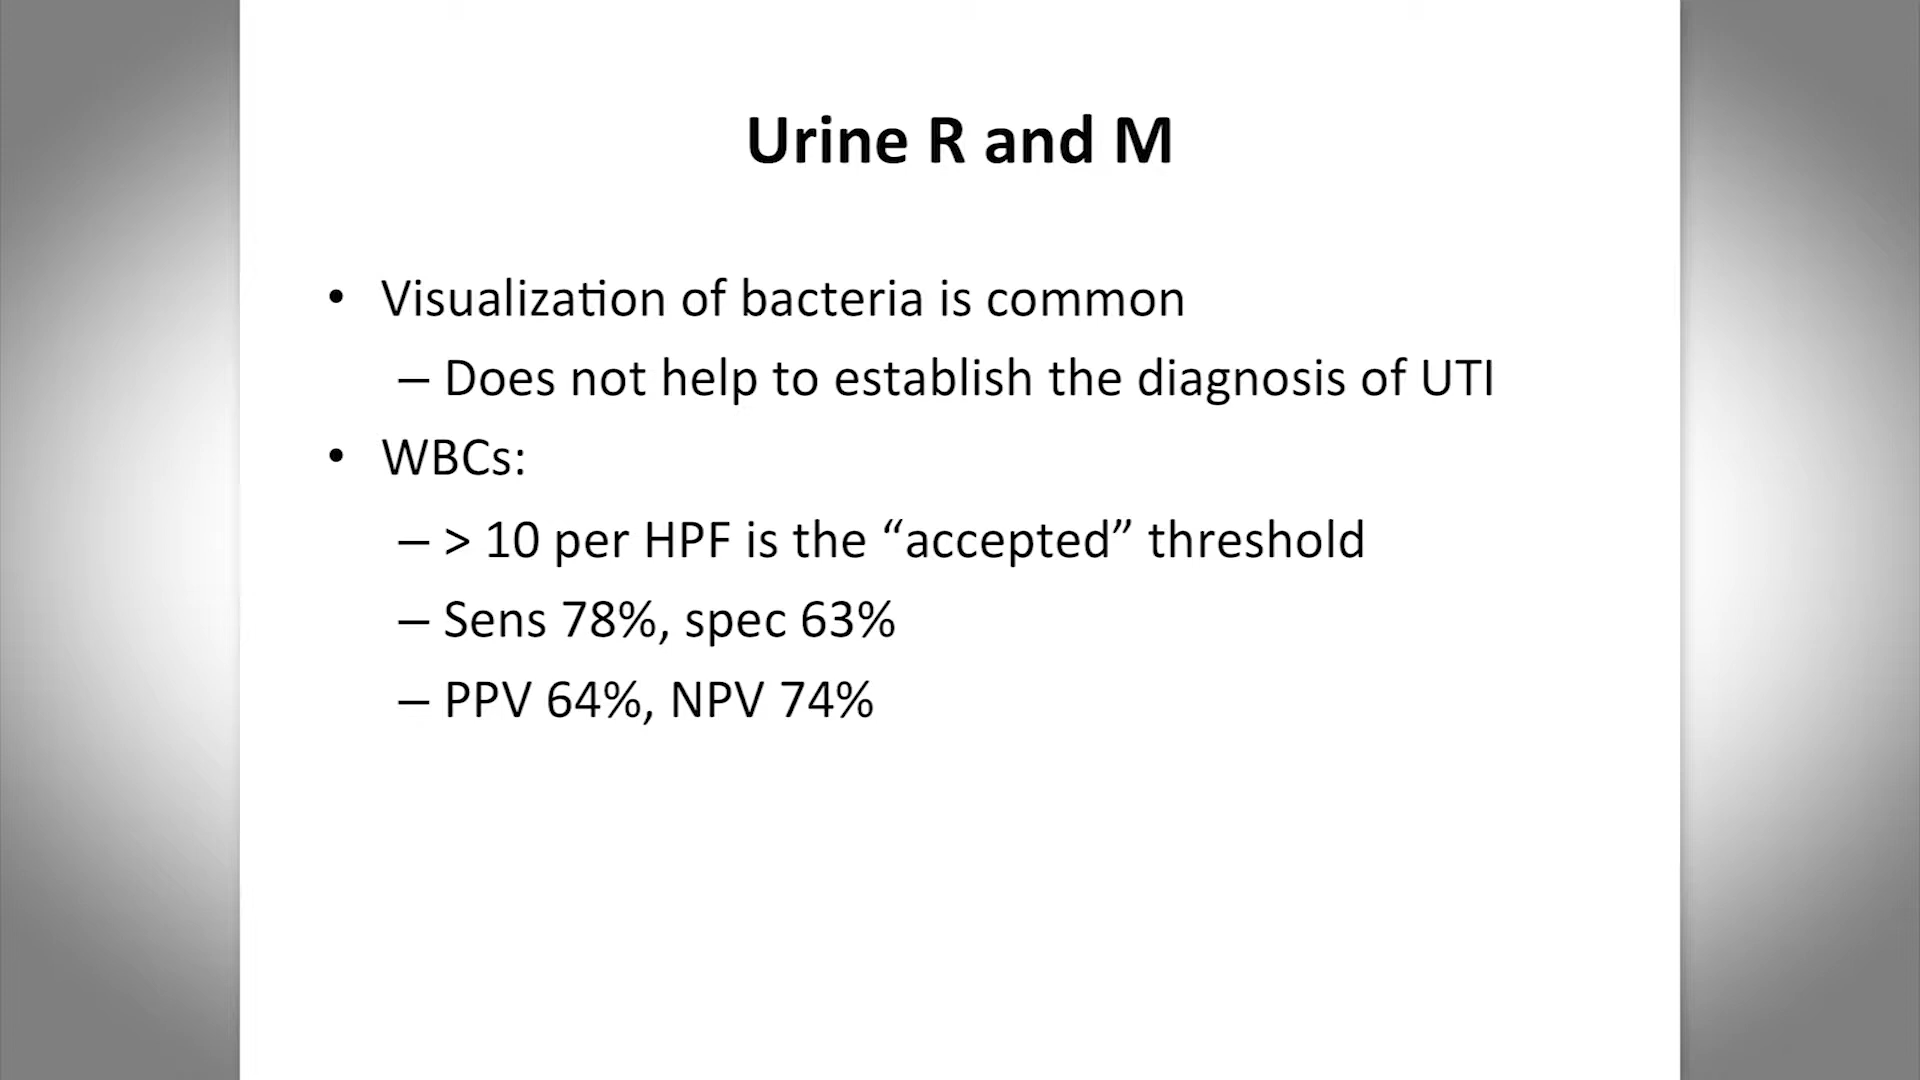 Urine R and M
• Visualization of bacteria is common
– Does not help to establish the diagnosis of UTI
• WBCs:
– > 10 per HPF is the “accepted” threshold
– Sens 78%, spec 63%
– PPV 64%, NPV 74%